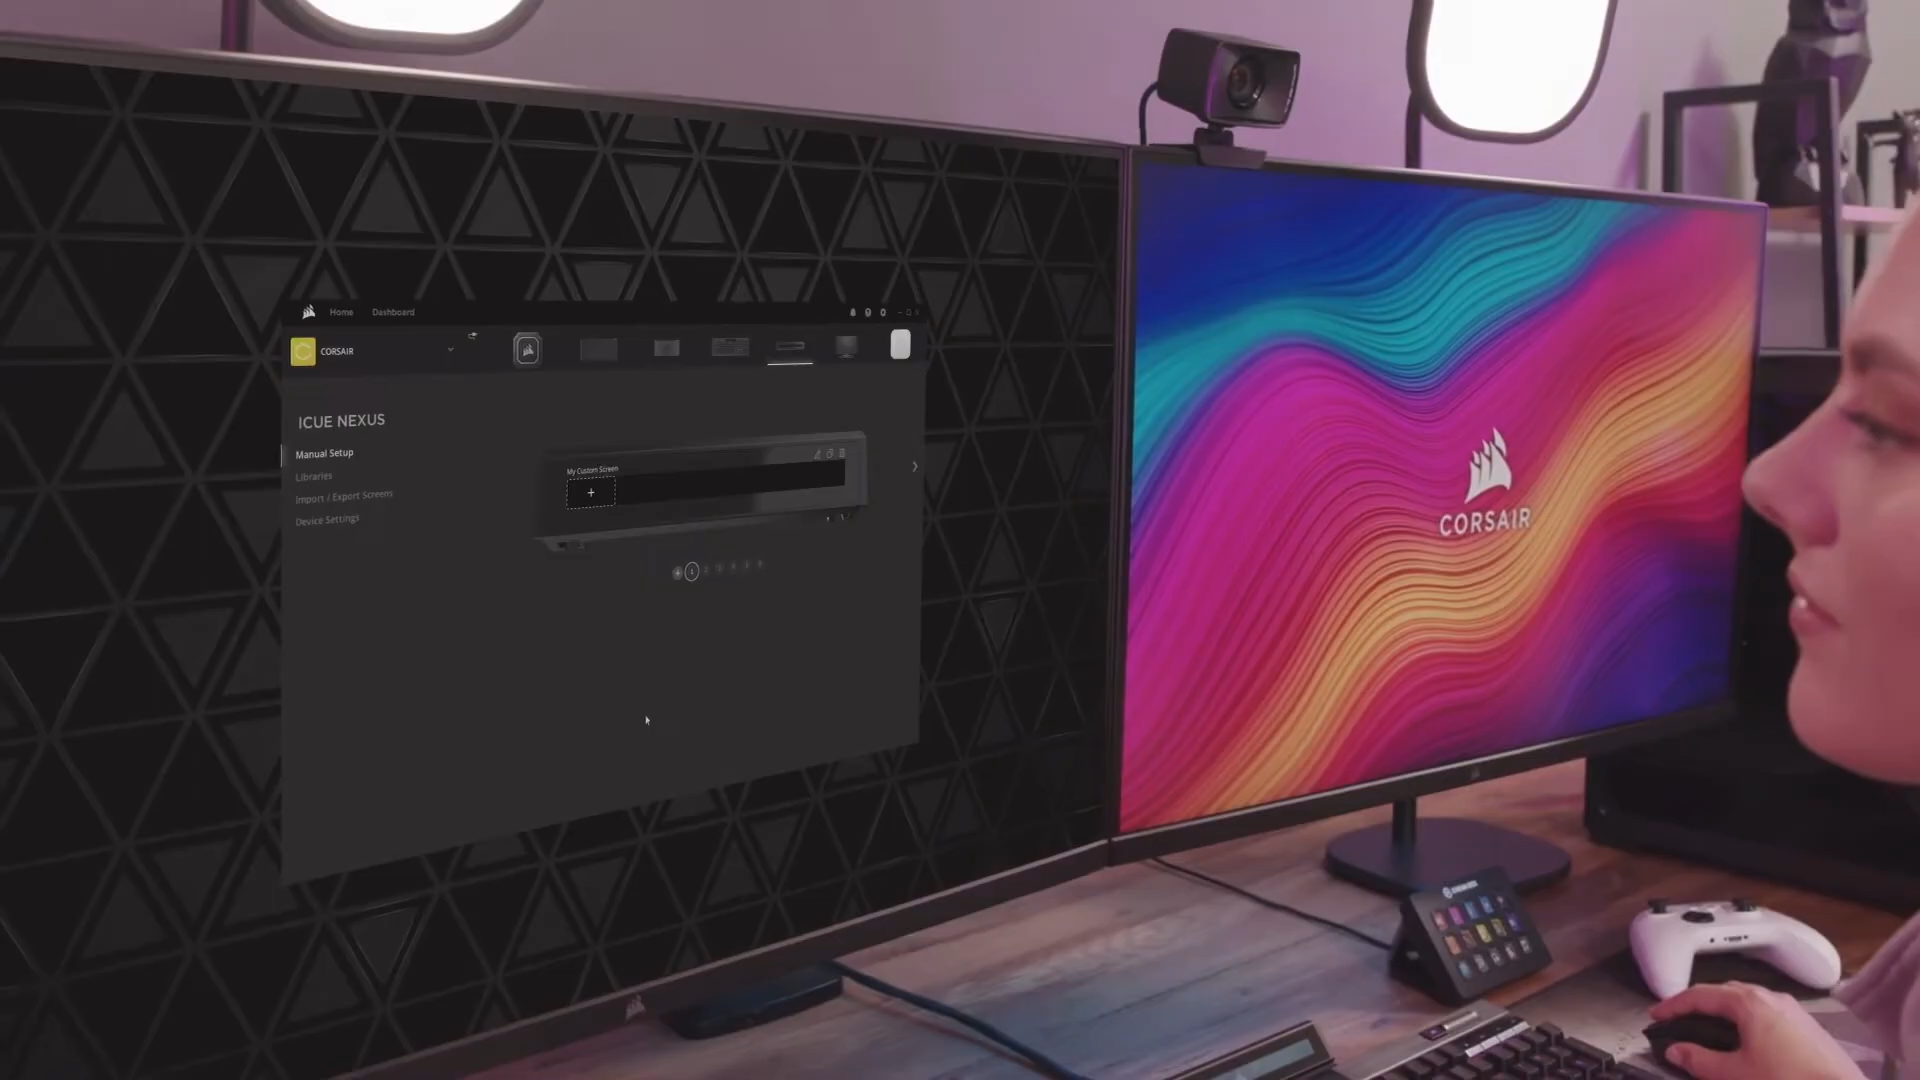 Home
Dashboard
CORSAIR
ICUE NEXUS
Manual Setup
Libraries
Import / Export Screens
Device Settings
My Custom Screen
CORSAIR